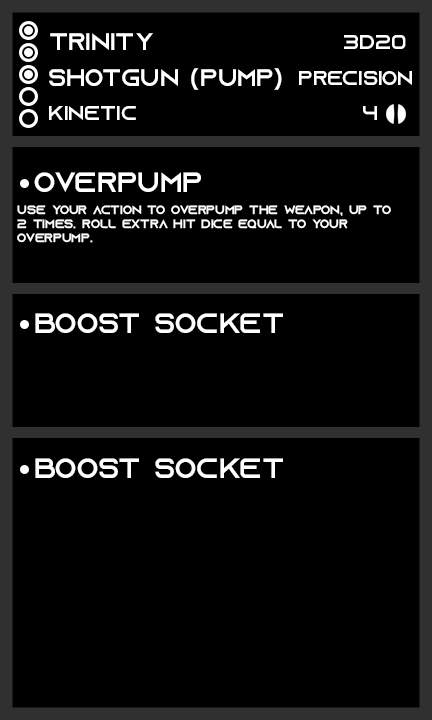 TRINITY 3D20
SHOTGUN (PUMP) PRECISION
KINETIC 4
•OVERPUMP
USE YOUR ACTION TO OVERPUMP THE WEAPON, UP TO
2 TIMES. ROLL EXTRA HIT DICE EQUAL TO YOUR
OVERPUMP.
•BOOST SOCKET
•BOOST SOCKET